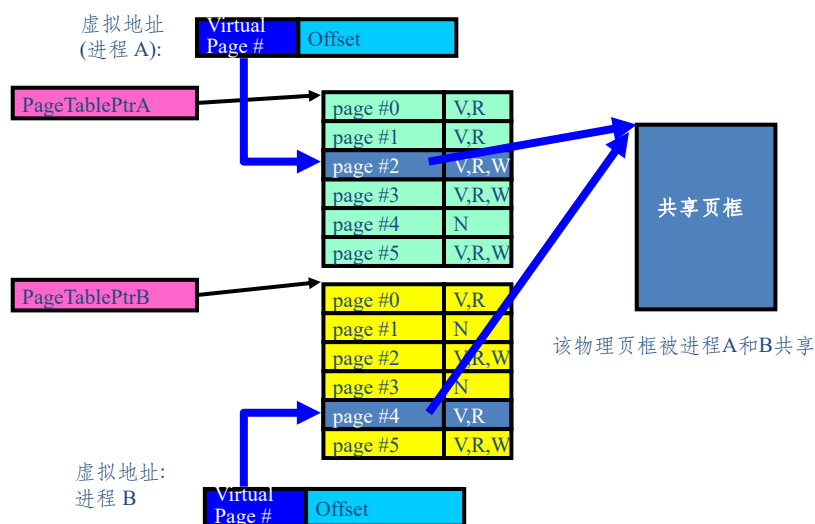 虚拟地址
(进程 A):
Virtual
Page #
Offset
PageTablePtrA
page #0 V,R
page #1 V,R
page #2 V,R,W
page #3 V,R,W
page #4 N
page #5 V,R,W
共享页框
PageTablePtrB
page #0 V,R
page #1 N
page #2 V,R,W
page #3 N
page #4 V,R
page #5 V,R,W
该物理页框被进程A和B共享
虚拟地址:
进程 B
Virtual
Page #
Offset